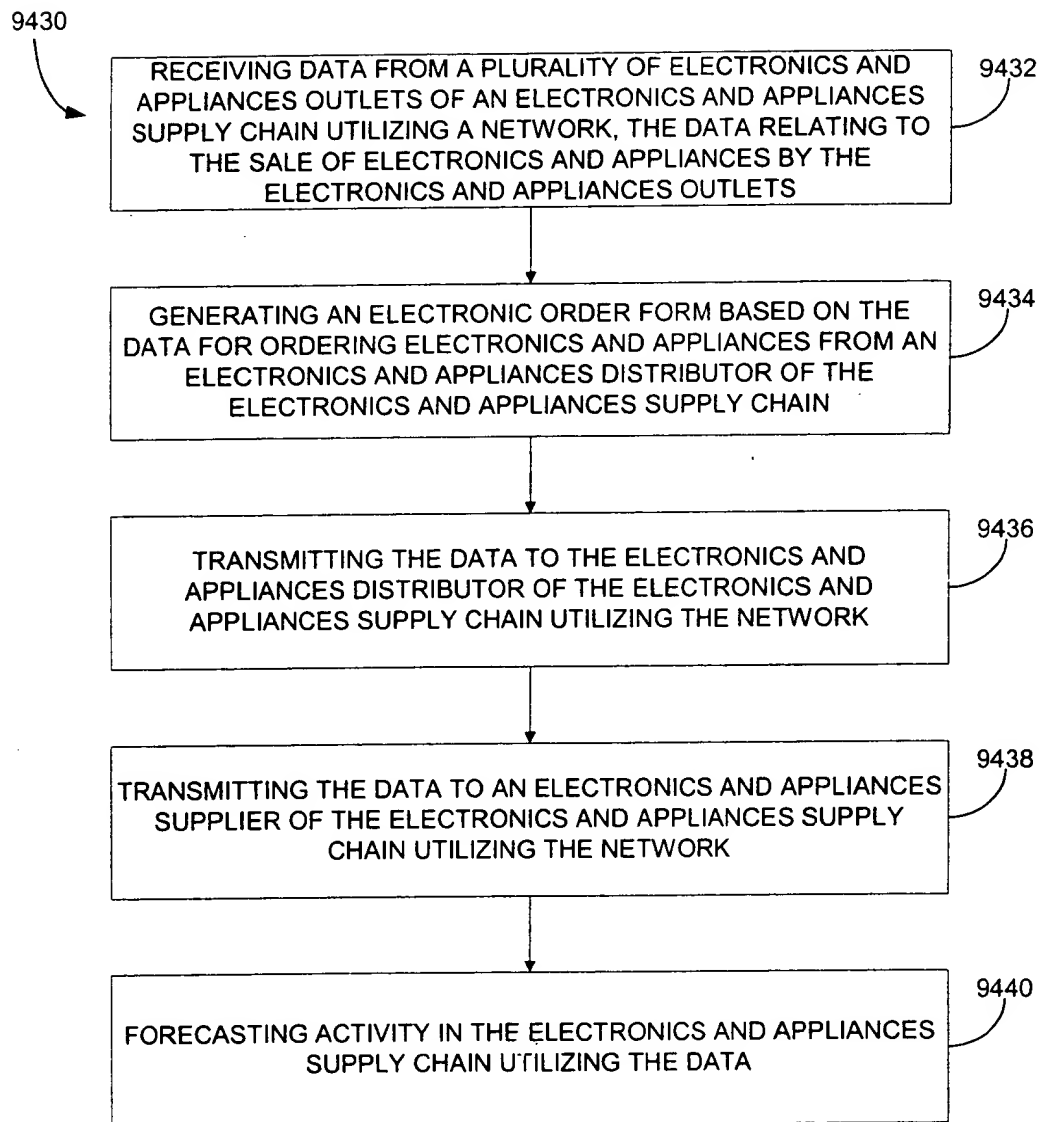 9430
RECEIVING DATA FROM A PLURALITY OF ELECTRONICS AND
APPLIANCES OUTLETS OF AN ELECTRONICS AND APPLIANCES
SUPPLY CHAIN UTILIZING A NETWORK, THE DATA RELATING TO
THE SALE OF ELECTRONICS AND APPLIANCES BY THE
ELECTRONICS AND APPLIANCES OUTLETS
9432
GENERATING AN ELECTRONIC ORDER FORM BASED ON THE
DATA FOR ORDERING ELECTRONICS AND APPLIANCES FROM AN
ELECTRONICS AND APPLIANCES DISTRIBUTOR OF THE
ELECTRONICS AND APPLIANCES SUPPLY CHAIN
9434
TRANSMITTING THE DATA TO THE ELECTRONICS AND
APPLIANCES DISTRIBUTOR OF THE ELECTRONICS AND
APPLIANCES SUPPLY CHAIN UTILIZING THE NETWORK
9436
TRANSMITTING THE DATA TO AN ELECTRONICS AND APPLIANCES
SUPPLIER OF THE ELECTRONICS AND APPLIANCES SUPPLY
CHAIN UTILIZING THE NETWORK
9438
FORECASTING ACTIVITY IN THE ELECTRONICS AND APPLIANCES
SUPPLY CHAIN UTILIZING THE DATA
9440